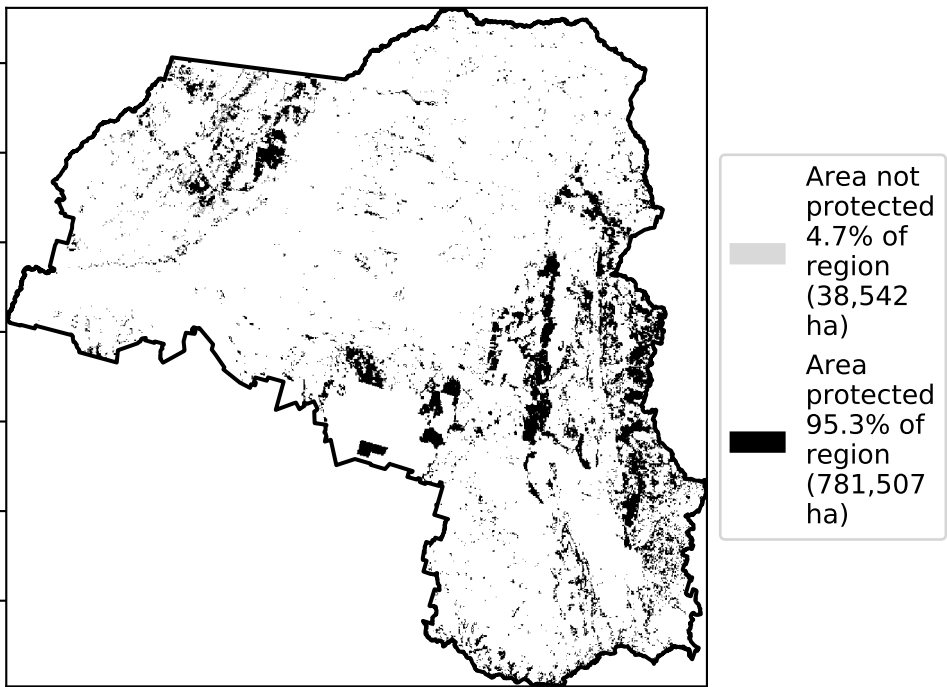 Area not
protected
4.7% of
region
(38,542
ha)
Area
protected
95.3% of
region
(781,507
ha)